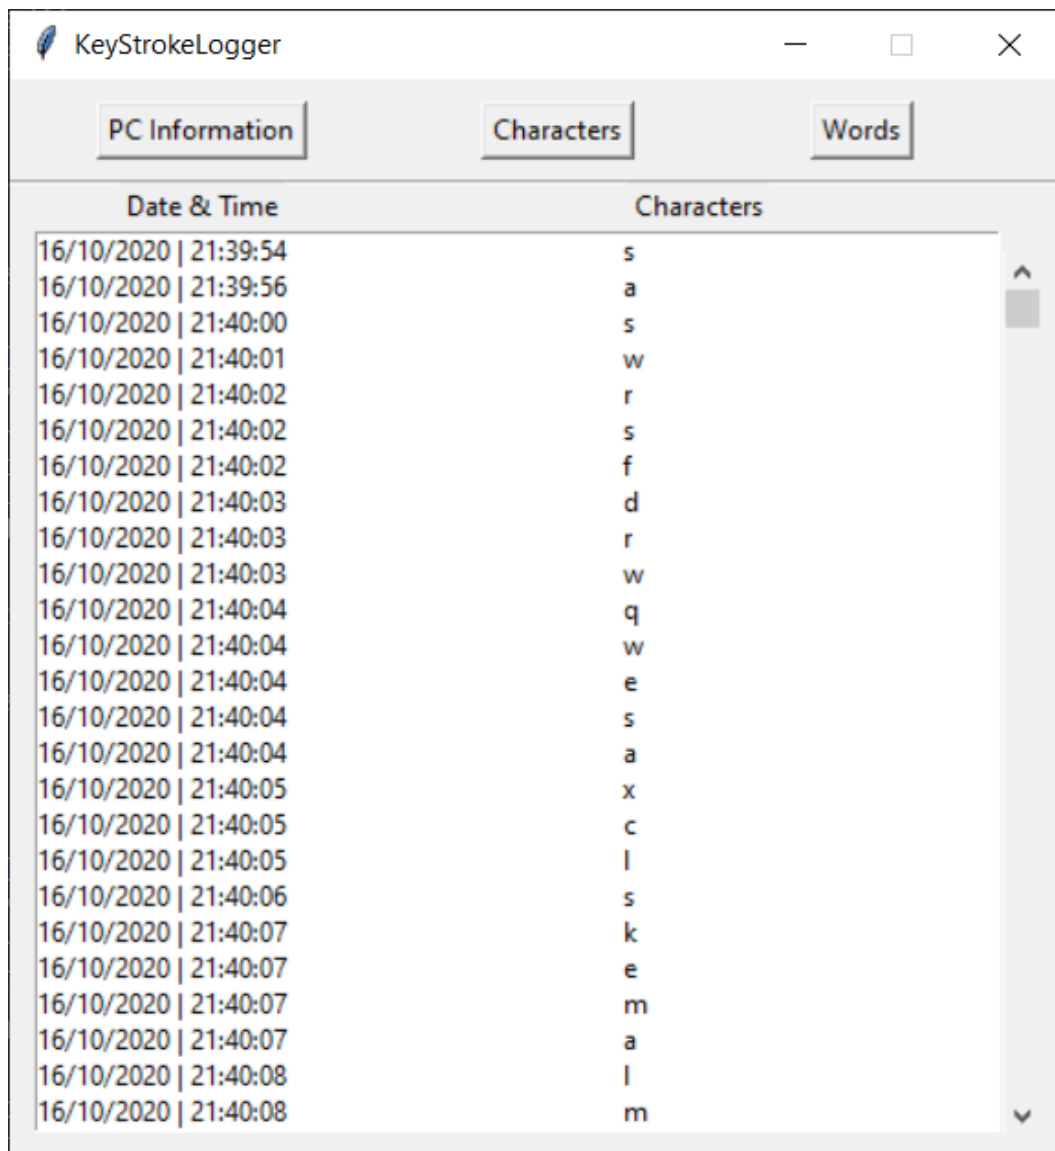 KeyStrokeLogger
PC Information Characters Words
Date & Time Characters
16/10/2020 | 21:39:54 s
16/10/2020 | 21:39:56 a
16/10/2020 | 21:40:00 s
16/10/2020 | 21:40:01 w
16/10/2020 | 21:40:02 r
16/10/2020 | 21:40:02 s
16/10/2020 | 21:40:02 f
16/10/2020 | 21:40:03 d
16/10/2020 | 21:40:03 r
16/10/2020 | 21:40:03 w
16/10/2020 | 21:40:04 q
16/10/2020 | 21:40:04 w
16/10/2020 | 21:40:04 e
16/10/2020 | 21:40:04 s
16/10/2020 | 21:40:04 a
16/10/2020 | 21:40:05 x
16/10/2020 | 21:40:05 c
16/10/2020 | 21:40:05 l
16/10/2020 | 21:40:06 s
16/10/2020 | 21:40:07 k
16/10/2020 | 21:40:07 e
16/10/2020 | 21:40:07 m
16/10/2020 | 21:40:07 a
16/10/2020 | 21:40:08 l
16/10/2020 | 21:40:08 m